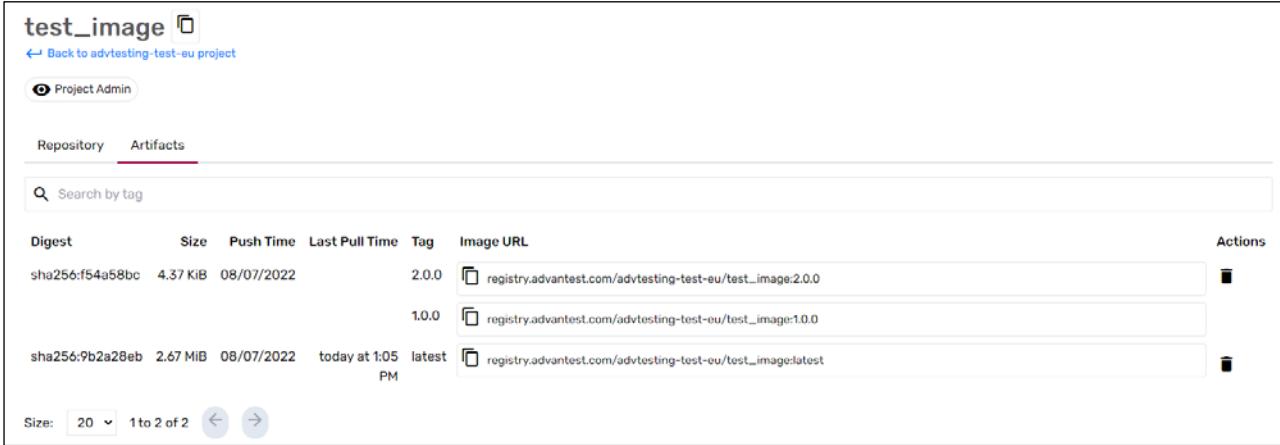 test_image
Back to advtesting-test-eu project
Project Admin
Repository Artifacts
Search by tag
Digest Size Push Time Last Pull Time Tag Image URL Actions
sha256:f54a58bc 4.37 KiB 08/07/2022 2.0.0 registry.advantest.com/advtesting-test-eu/test_image:2.0.0
1.0.0 registry.advantest.com/advtesting-test-eu/test_image:1.0.0
sha256:9b2a28eb 2.67 MiB 08/07/2022 today at 1:05 latest registry.advantest.com/advtesting-test-eu/test_image:latest
PM
Size: 20 1 to 2 of 2